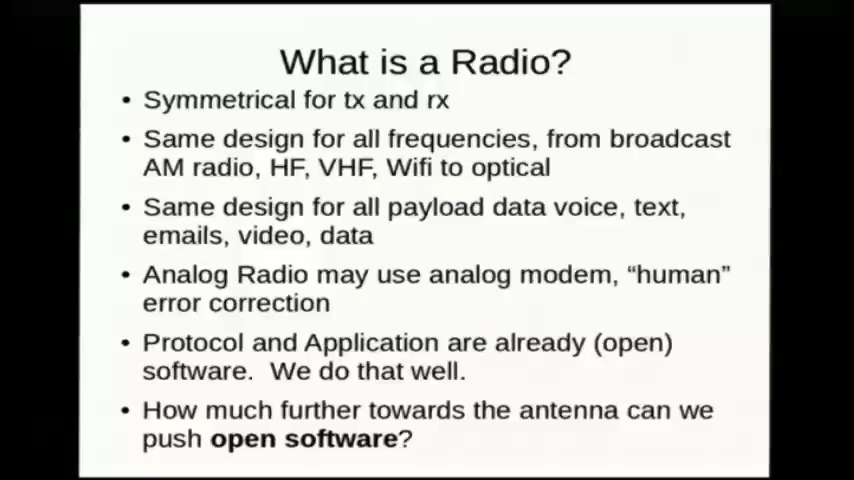 What is a Radio?
• Symmetrical for tx and rx
• Same design for all frequencies, from broadcast
AM radio, HF, VHF, Wifi to optical
• Same design for all payload data voice, text,
emails, video, data
• Analog Radio may use analog modem, “human”
error correction
• Protocol and Application are already (open)
software.  We do that well.
• How much further towards the antenna can we
push open software?